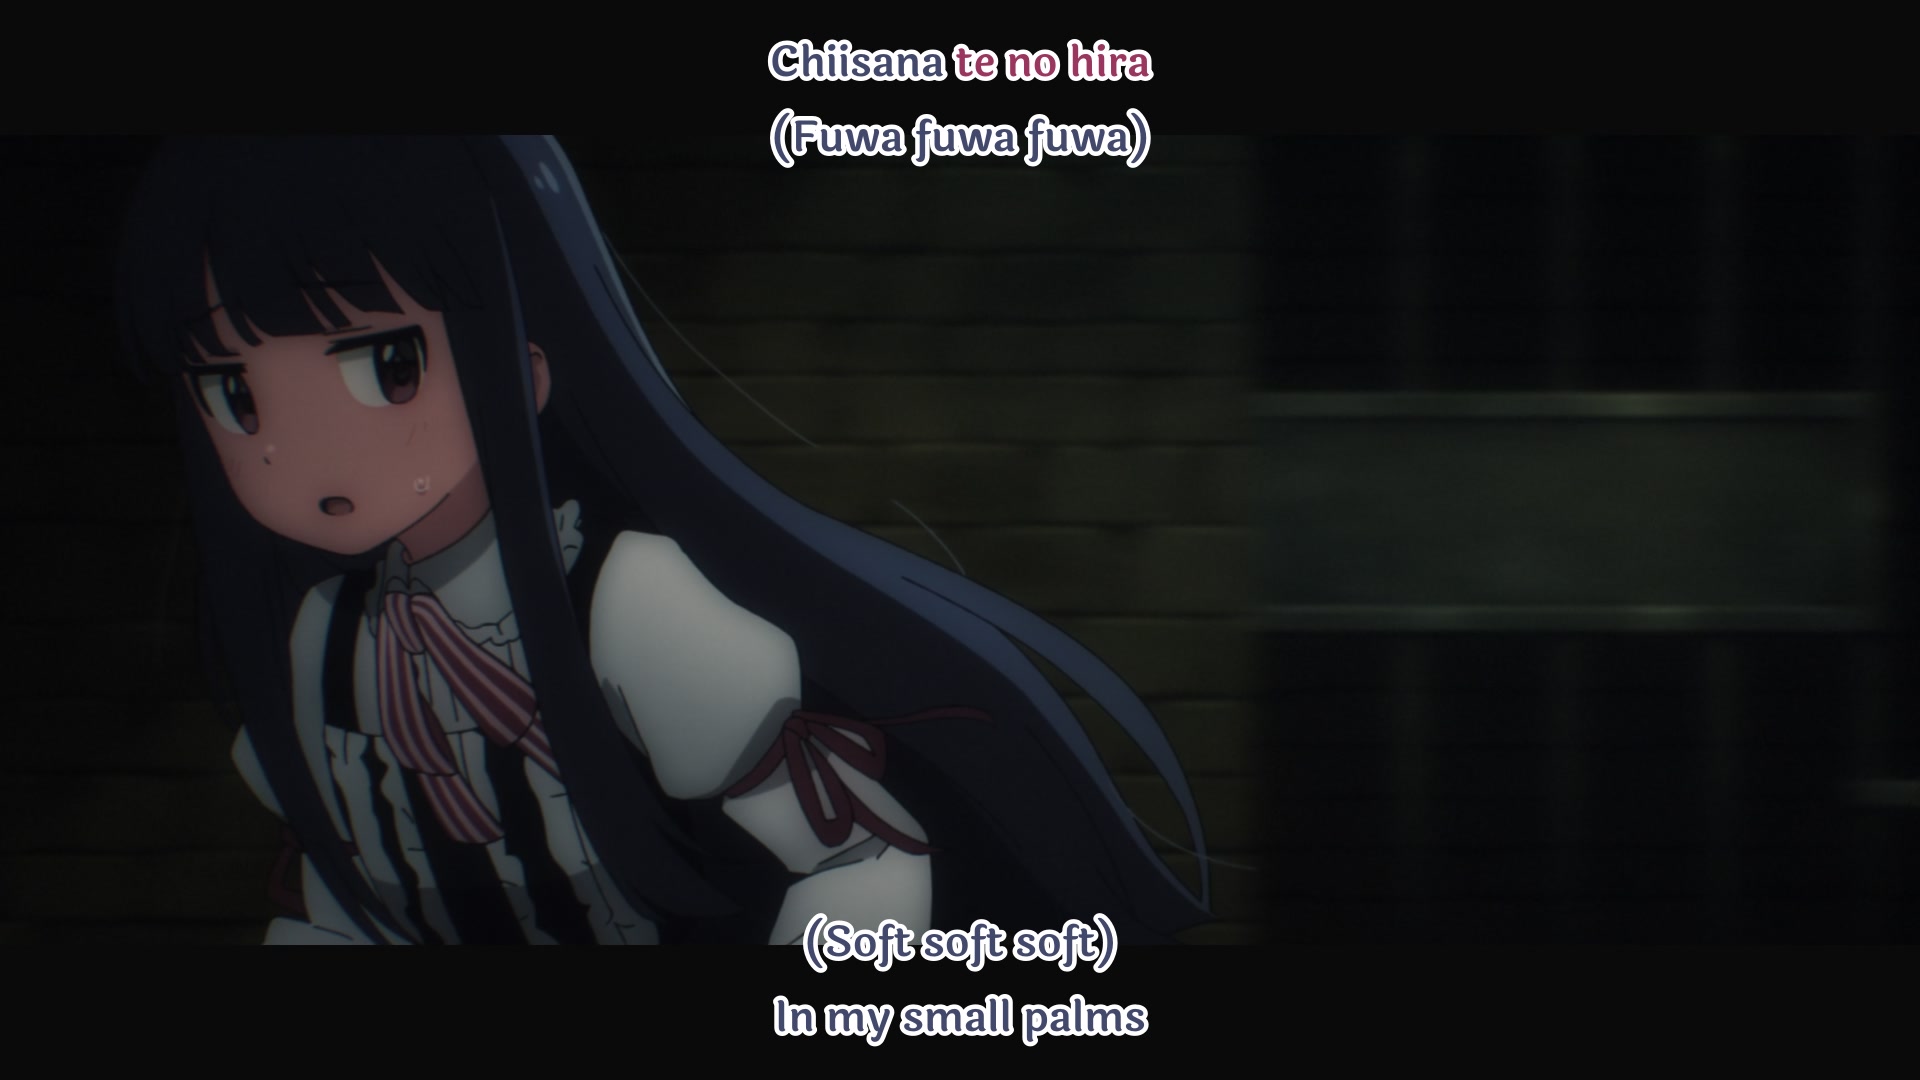 Chiisana te no hira
(Fuwa fuwa fuwa)
(Soft soft soft)
In my small palms